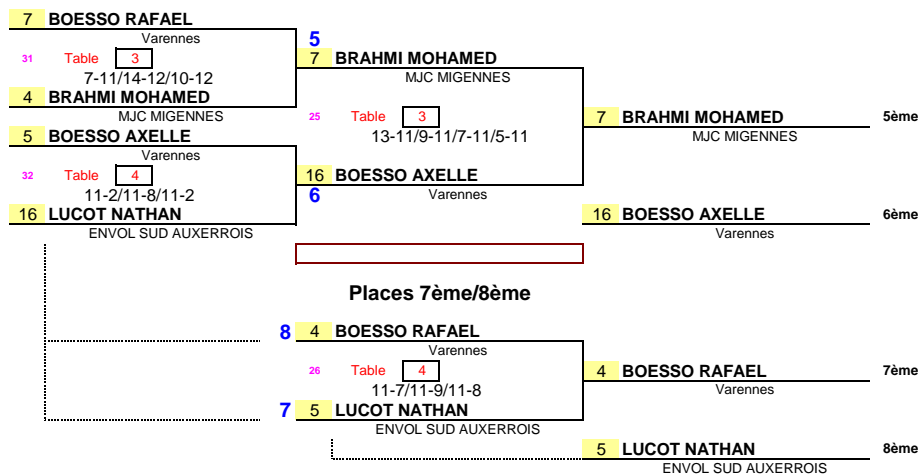 7 BOESSO RAFAEL
Varennes
31 Table 3
7-11/14-12/10-12
4 BRAHMI MOHAMED
MJC MIGENNES
5 BOESSO AXELLE
Varennes
32 Table 4
11-2/11-8/11-2
16 LUCOT NATHAN
ENVOL SUD AUXERROIS
5
7 BRAHMI MOHAMED
MJC MIGENNES
25 Table 3
13-11/9-11/7-11/5-11
16 BOESSO AXELLE
6 Varennes
7 BRAHMI MOHAMED 5ème
MJC MIGENNES
16 BOESSO AXELLE 6ème
Varennes
Places 7ème/8ème
8 4 BOESSO RAFAEL
Varennes
26 Table 4
11-7/11-9/11-8
7 5 LUCOT NATHAN
ENVOL SUD AUXERROIS
4 BOESSO RAFAEL 7ème
Varennes
5 LUCOT NATHAN 8ème
ENVOL SUD AUXERROIS